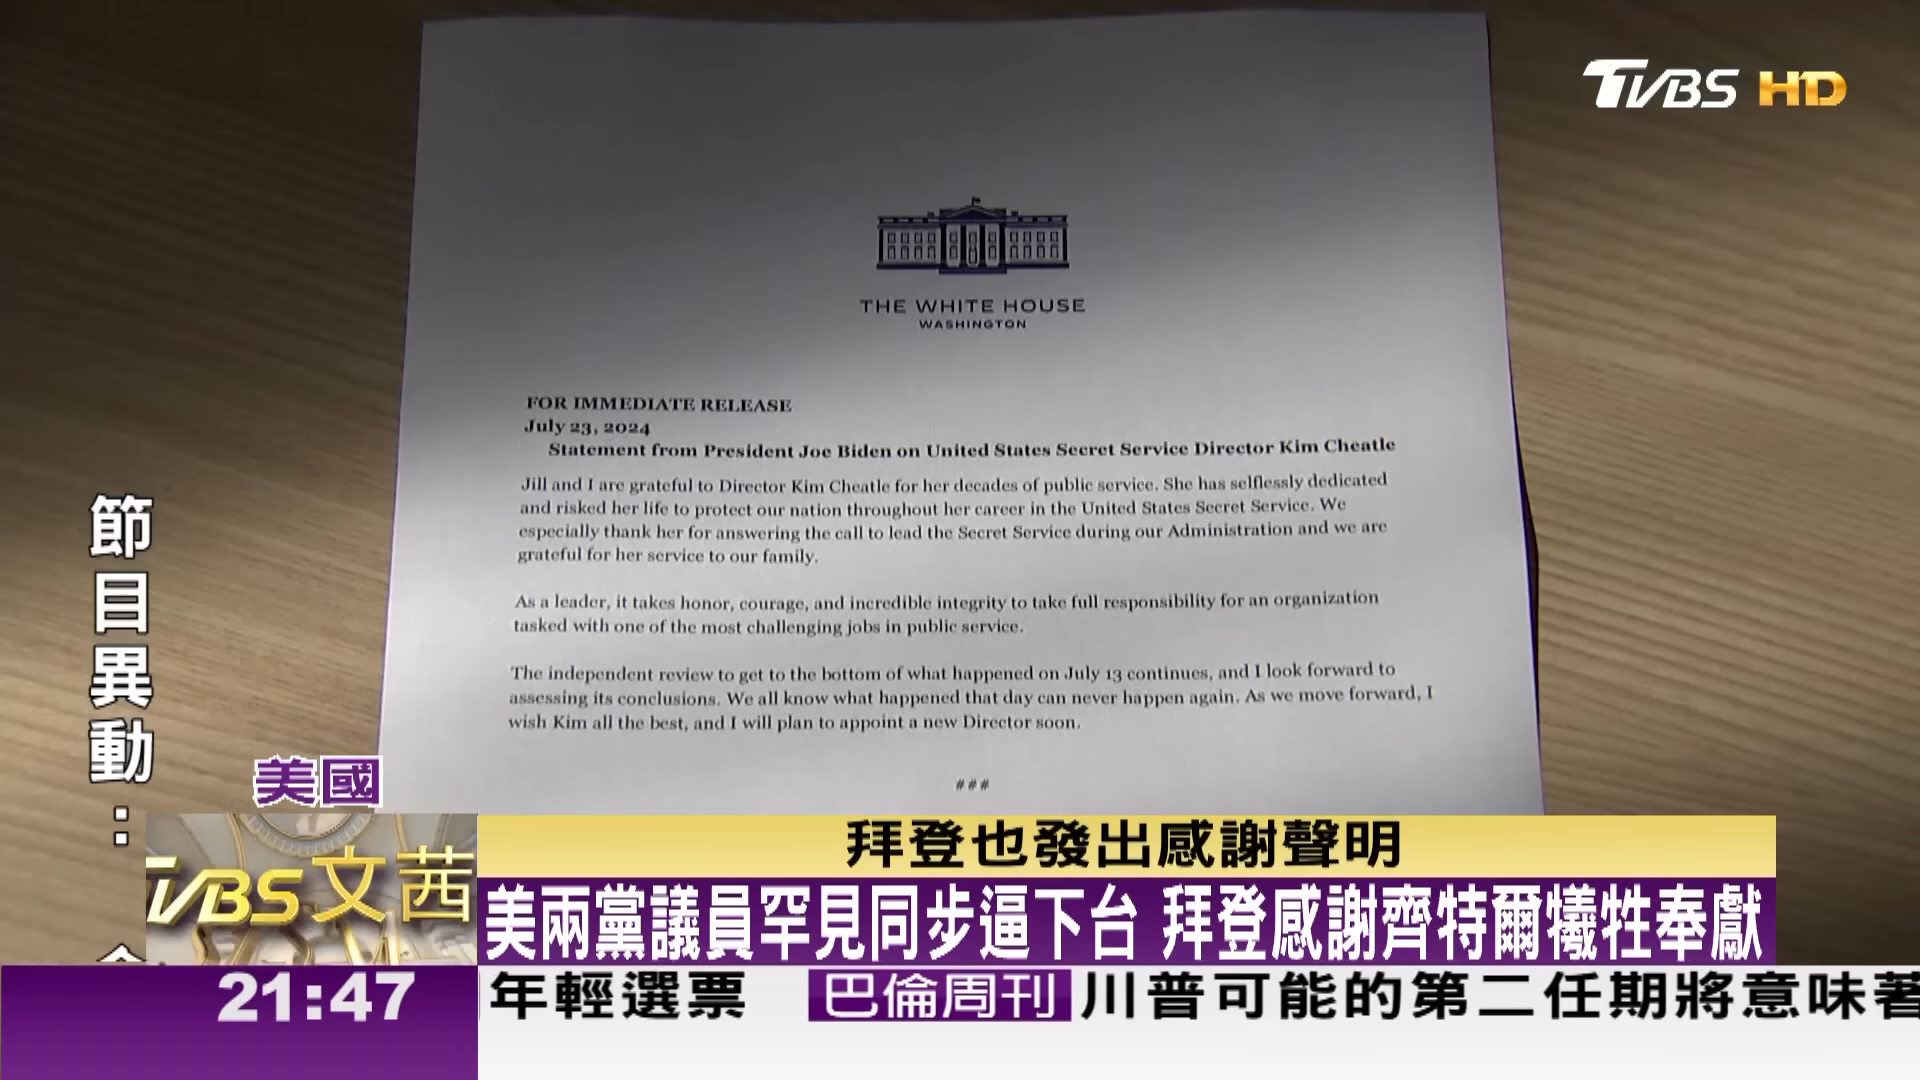 TVBS HD
THE WHITE HOUSE
WASHINGTON
FOR IMMEDIATE RELEASE
July 23, 2024
Statement from President Joe Biden on United States Secret Service Director Kim Cheatle
Jill and I are grateful to Director Kim Cheatle for her decades of public service. She has selflessly dedicated
and risked her life to protect our nation throughout her career in the United States Secret Service. We
especially thank her for answering the call to lead the Secret Service during our Administration and we are
grateful for her service to our family.
As a leader, it takes honor, courage, and incredible integrity to take full responsibility for an organization
tasked with one of the most challenging jobs in public service.
The independent review to get to the bottom of what happened on July 13 continues, and I look forward to
assessing its conclusions. We all know what happened that day can never happen again. As we move forward, I
wish Kim all the best, and I will plan to appoint a new Director soon.
###
節目異動：
美國
TVBS 文茜
拜登也發出感謝聲明
美兩黨議員罕見同步逼下台 拜登感謝齊特爾犧牲奉獻
21:47
年輕選票 巴倫周刊 川普可能的第二任期將意味著